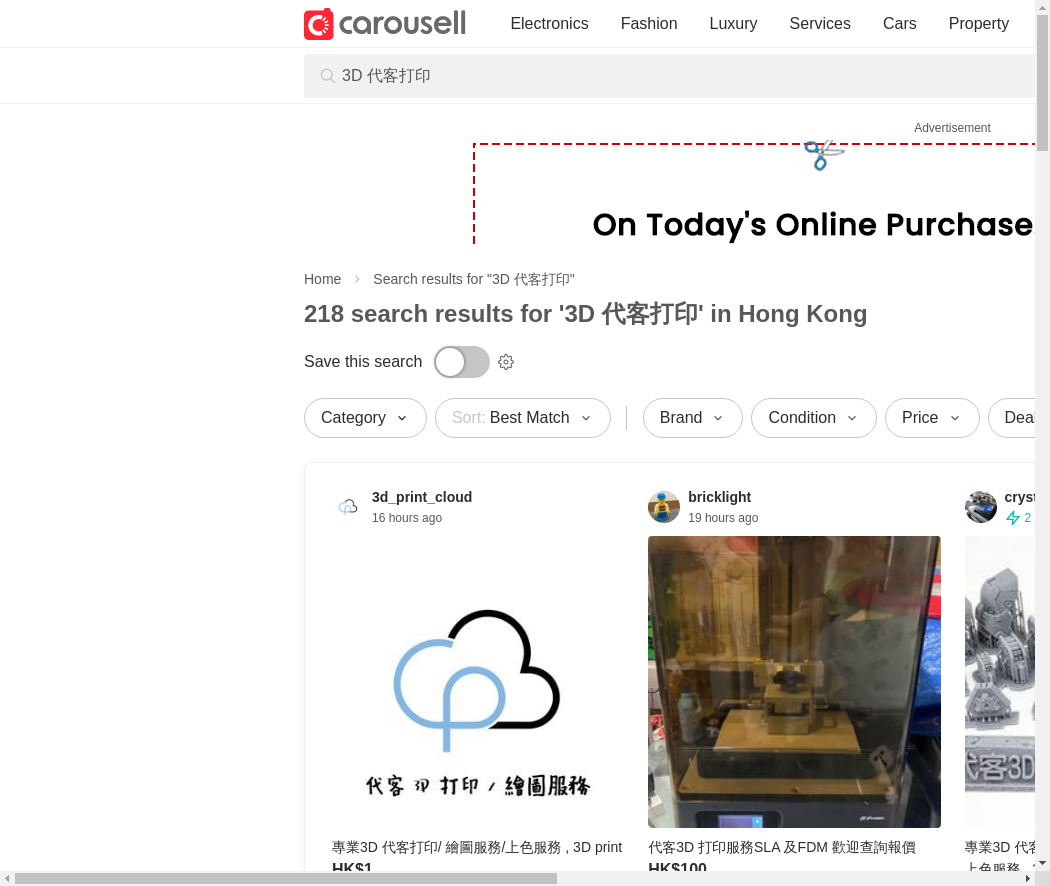 carousell
Electronics Fashion Luxury Services Cars Property
3D 代客打印
Advertisement
On Today's Online Purchase
Home Search results for "3D 代客打印"
218 search results for '3D 代客打印' in Hong Kong
Save this search
Category Sort: Best Match Brand Condition Price
3d_print_cloud
16 hours ago
bricklight
19 hours ago
2
代客 3D 打印 / 繪圖服務
代客3D
專業3D 代客打印/ 繪圖服務/上色服務 , 3D print
HK$1
代客3D 打印服務SLA 及FDM 歡迎查詢報價
HK$100
專業3D 代客
上色服務